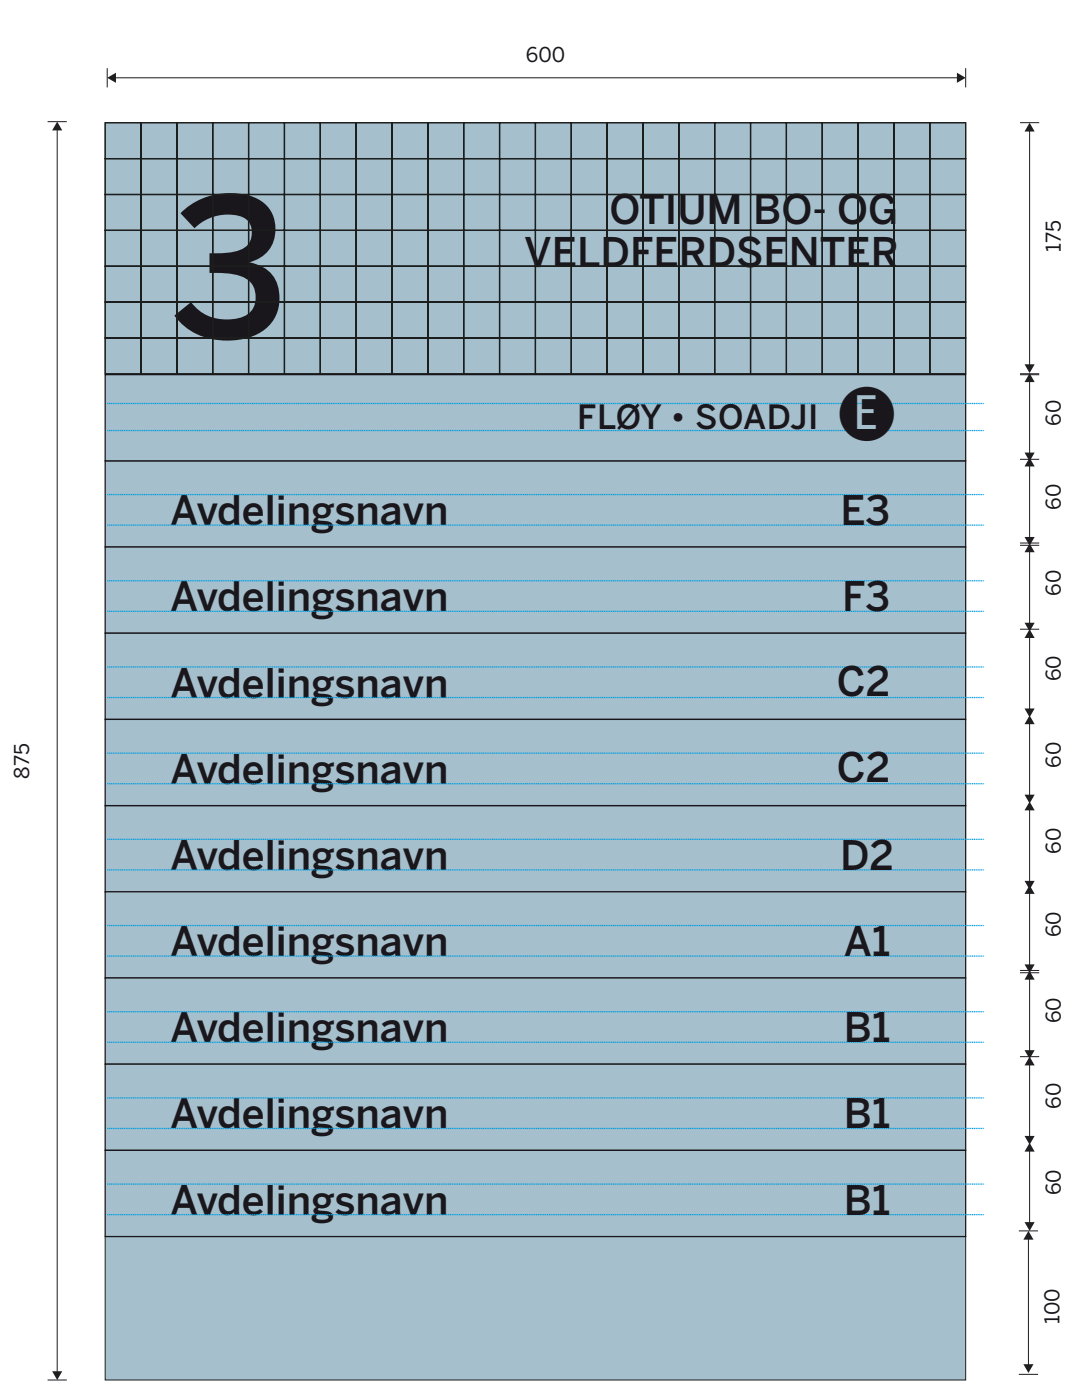 600
875
3
OTIUM BO- OG
VELDFERDSENTER
175
FLØY • SOADJI E
60
Avdelingsnavn E3
60
Avdelingsnavn F3
60
Avdelingsnavn C2
60
Avdelingsnavn C2
60
Avdelingsnavn D2
60
Avdelingsnavn A1
60
Avdelingsnavn B1
60
Avdelingsnavn B1
60
Avdelingsnavn B1
60
100